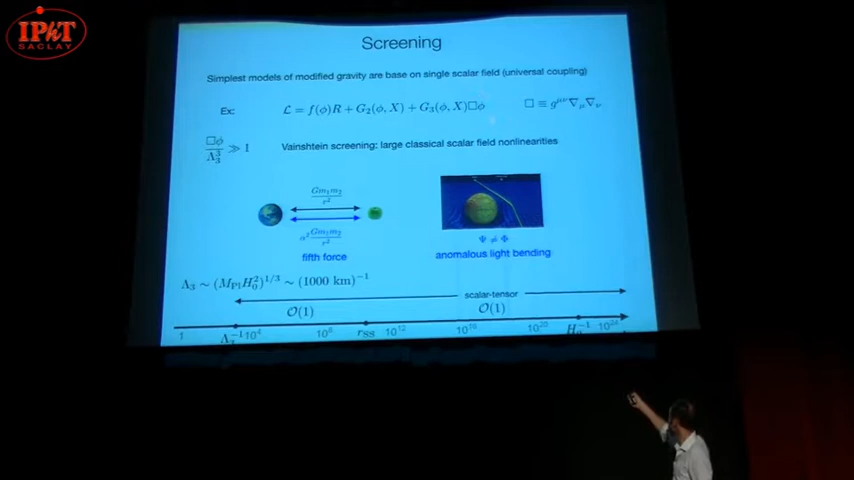 IPhT
SACLAY
Screening
Simplest models of modified gravity are base on single scalar field (universal coupling)
Ex: ℒ = f(ϕ)R + G₂(ϕ, X) + G₃(ϕ, X)□ϕ □ ≡ g^{μν}∇_μ∇_ν
□ϕ/Λ₃³ ≫ 1 Vainshtein screening: large classical scalar field nonlinearities
Gm₁m₂/r²
α² Gm₁m₂/r²
Ψ ≠ Φ
fifth force
anomalous light bending
Λ₃ ∼ (M_Pl H₀²)^{1/3} ∼ (1000 km)⁻¹
scalar-tensor
𝒪(1) 𝒪(1)
1 Λ₃⁻¹ 10⁴ 10⁸ r_SS 10¹² 10¹⁶ 10²⁰ H₀⁻¹ 10²⁴